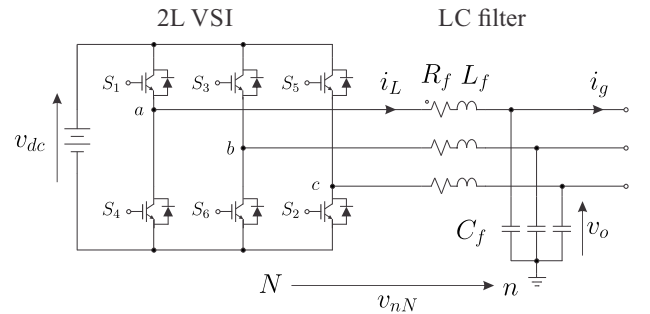 2L VSI
LC filter
S1
S3
S5
iL
Rf Lf
ig
a
vdc
b
c
S4
S6
S2
Cf
vo
N
n
vnN